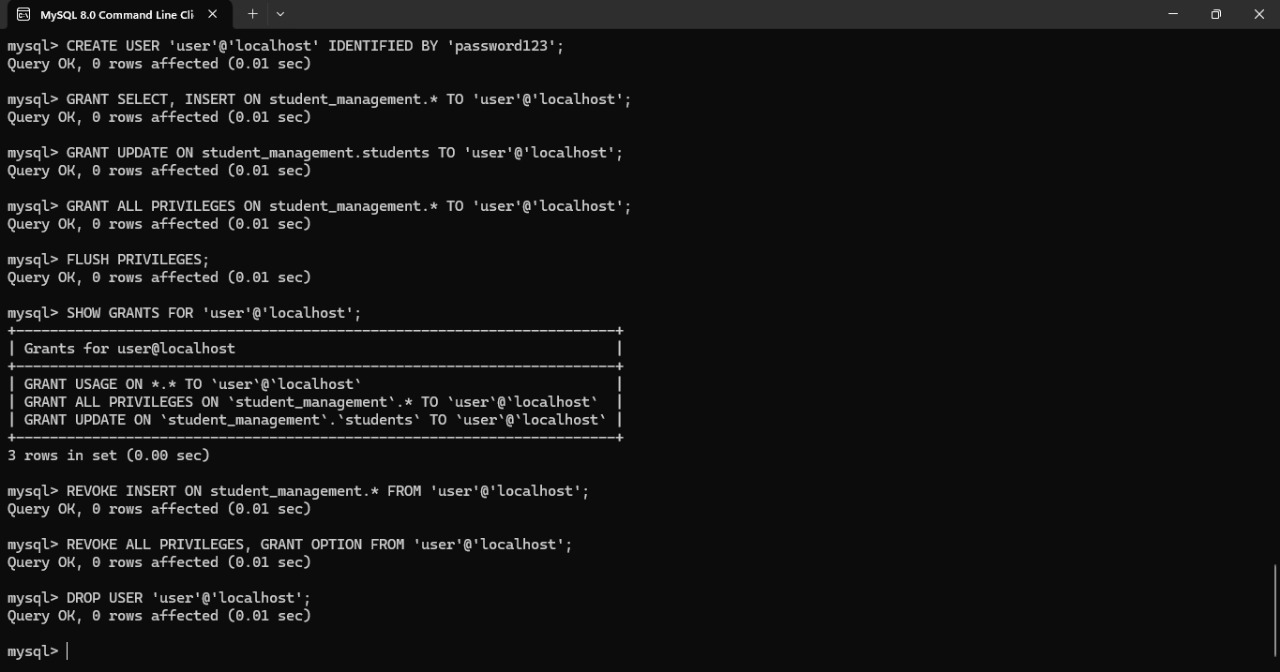 MySQL 8.0 Command Line Cli
mysql> CREATE USER 'user'@'localhost' IDENTIFIED BY 'password123';
Query OK, 0 rows affected (0.01 sec)
mysql> GRANT SELECT, INSERT ON student_management.* TO 'user'@'localhost';
Query OK, 0 rows affected (0.01 sec)
mysql> GRANT UPDATE ON student_management.students TO 'user'@'localhost';
Query OK, 0 rows affected (0.01 sec)
mysql> GRANT ALL PRIVILEGES ON student_management.* TO 'user'@'localhost';
Query OK, 0 rows affected (0.01 sec)
mysql> FLUSH PRIVILEGES;
Query OK, 0 rows affected (0.01 sec)
mysql> SHOW GRANTS FOR 'user'@'localhost';
+-----------------------------------------------------------------------+
| Grants for user@localhost                                             |
+-----------------------------------------------------------------------+
| GRANT USAGE ON *.* TO `user`@`localhost`                              |
| GRANT ALL PRIVILEGES ON `student_management`.* TO `user`@`localhost`  |
| GRANT UPDATE ON `student_management`.`students` TO `user`@`localhost` |
+-----------------------------------------------------------------------+
3 rows in set (0.00 sec)
mysql> REVOKE INSERT ON student_management.* FROM 'user'@'localhost';
Query OK, 0 rows affected (0.01 sec)
mysql> REVOKE ALL PRIVILEGES, GRANT OPTION FROM 'user'@'localhost';
Query OK, 0 rows affected (0.01 sec)
mysql> DROP USER 'user'@'localhost';
Query OK, 0 rows affected (0.01 sec)
mysql>